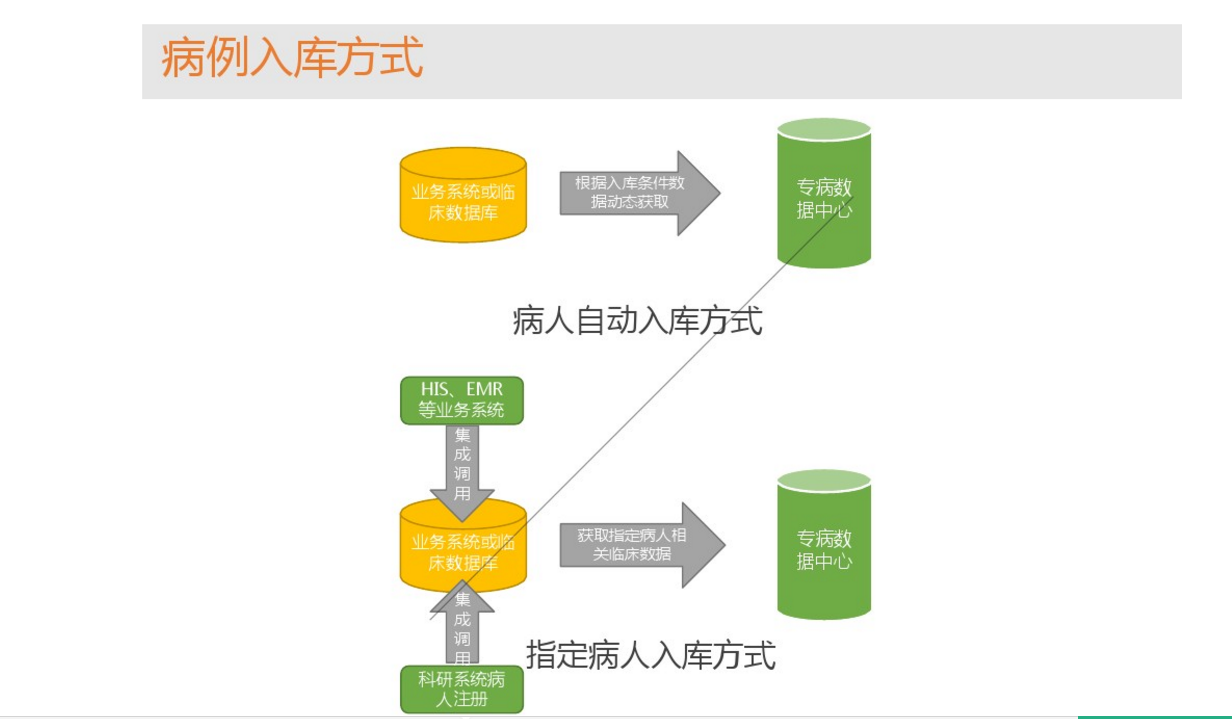 病例入库方式
业务系统或临
床数据库
根据入库条件数
据动态获取
专病数
据中心
病人自动入库方式
HIS、EMR
等业务系统
集
成
调
用
业务系统或临
床数据库
获取指定病人相
关临床数据
专病数
据中心
集
成
调
用
指定病人入库方式
科研系统病
人注册